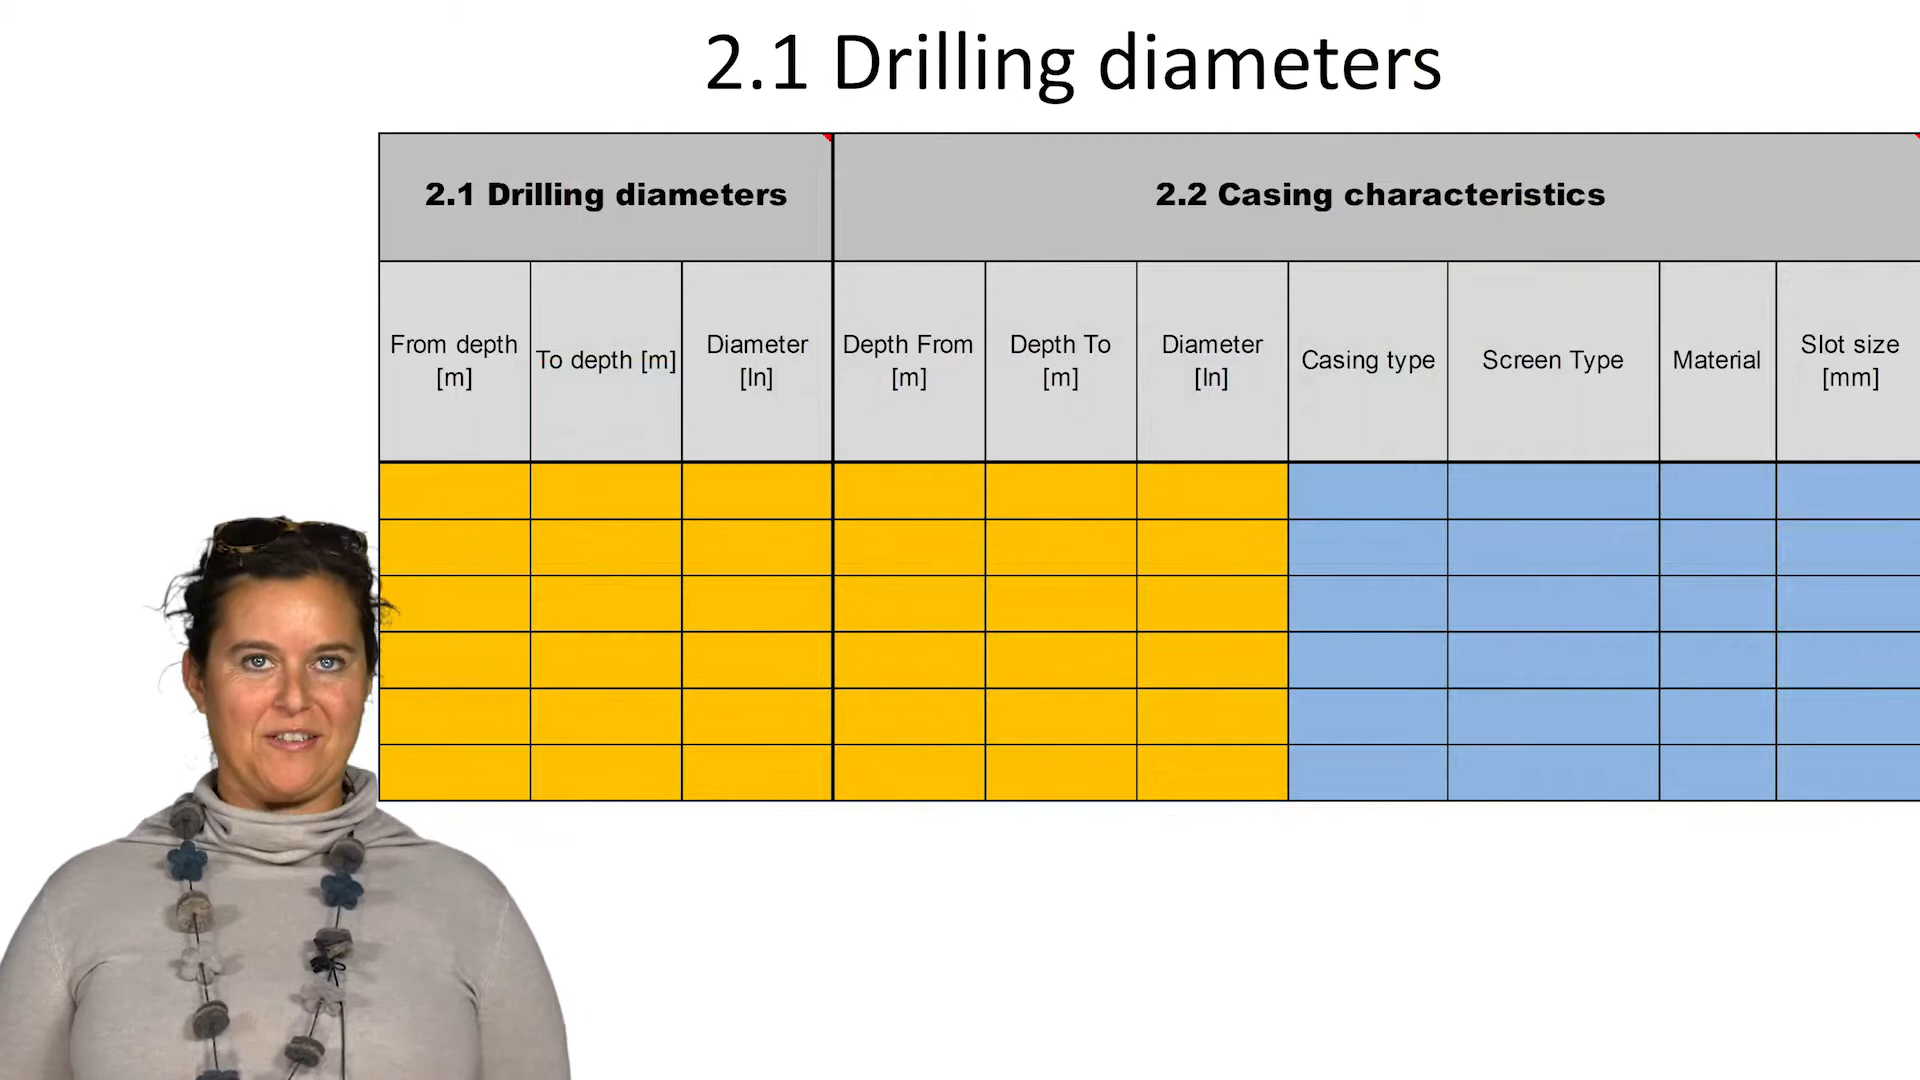 2.1 Drilling diameters
2.1 Drilling diameters
2.2 Casing characteristics
From depth
[m]
To depth [m]
Diameter
[In]
Depth From
[m]
Depth To
[m]
Diameter
[In]
Casing type
Screen Type
Material
Slot size
[mm]